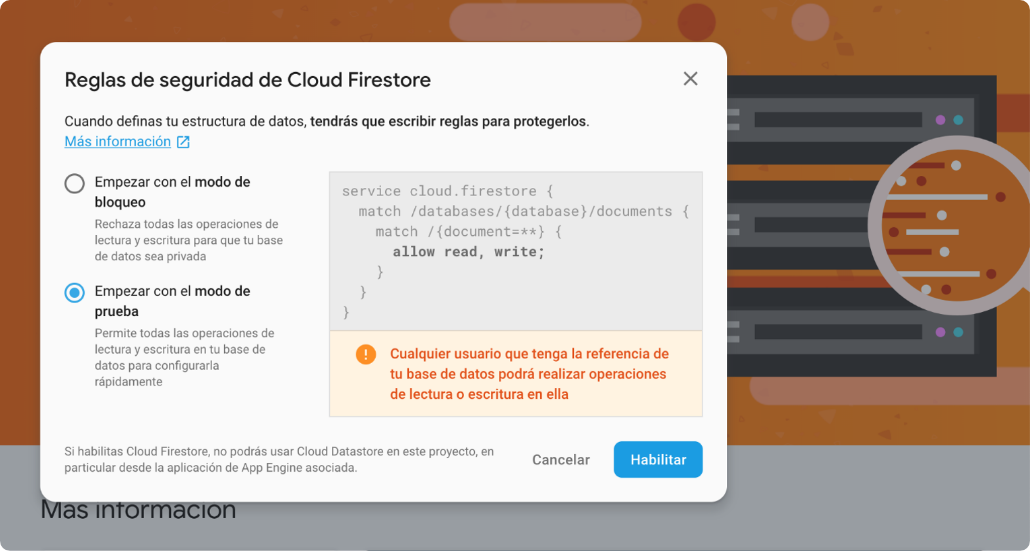 Reglas de seguridad de Cloud Firestore
Cuando definas tu estructura de datos, tendrás que escribir reglas para protegerlos.
Más información
Empezar con el modo de
bloqueo
Rechaza todas las operaciones de
lectura y escritura para que tu base
de datos sea privada
Empezar con el modo de
prueba
Permite todas las operaciones de
lectura y escritura en tu base de
datos para configurarla
rápidamente
service cloud.firestore {
match /databases/{database}/documents {
match /{document=**} {
allow read, write;
}
}
}
Cualquier usuario que tenga la referencia de
tu base de datos podrá realizar operaciones
de lectura o escritura en ella
Si habilitas Cloud Firestore, no podrás usar Cloud Datastore en este proyecto, en
particular desde la aplicación de App Engine asociada.
Cancelar
Habilitar
Más información